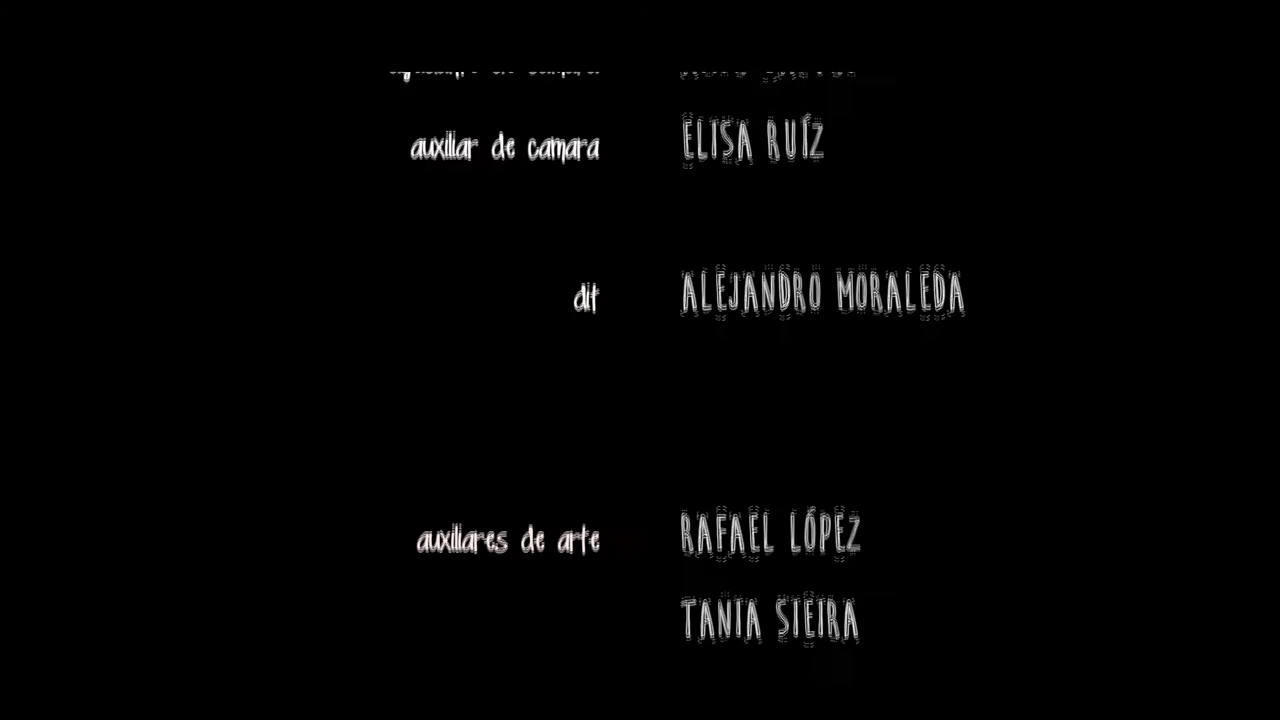 auxiliar de camara ELISA RUÍZ
dit ALEJANDRO MORALEDA
auxiliares de arte RAFAEL LÓPEZ
TANIA SIEIRA